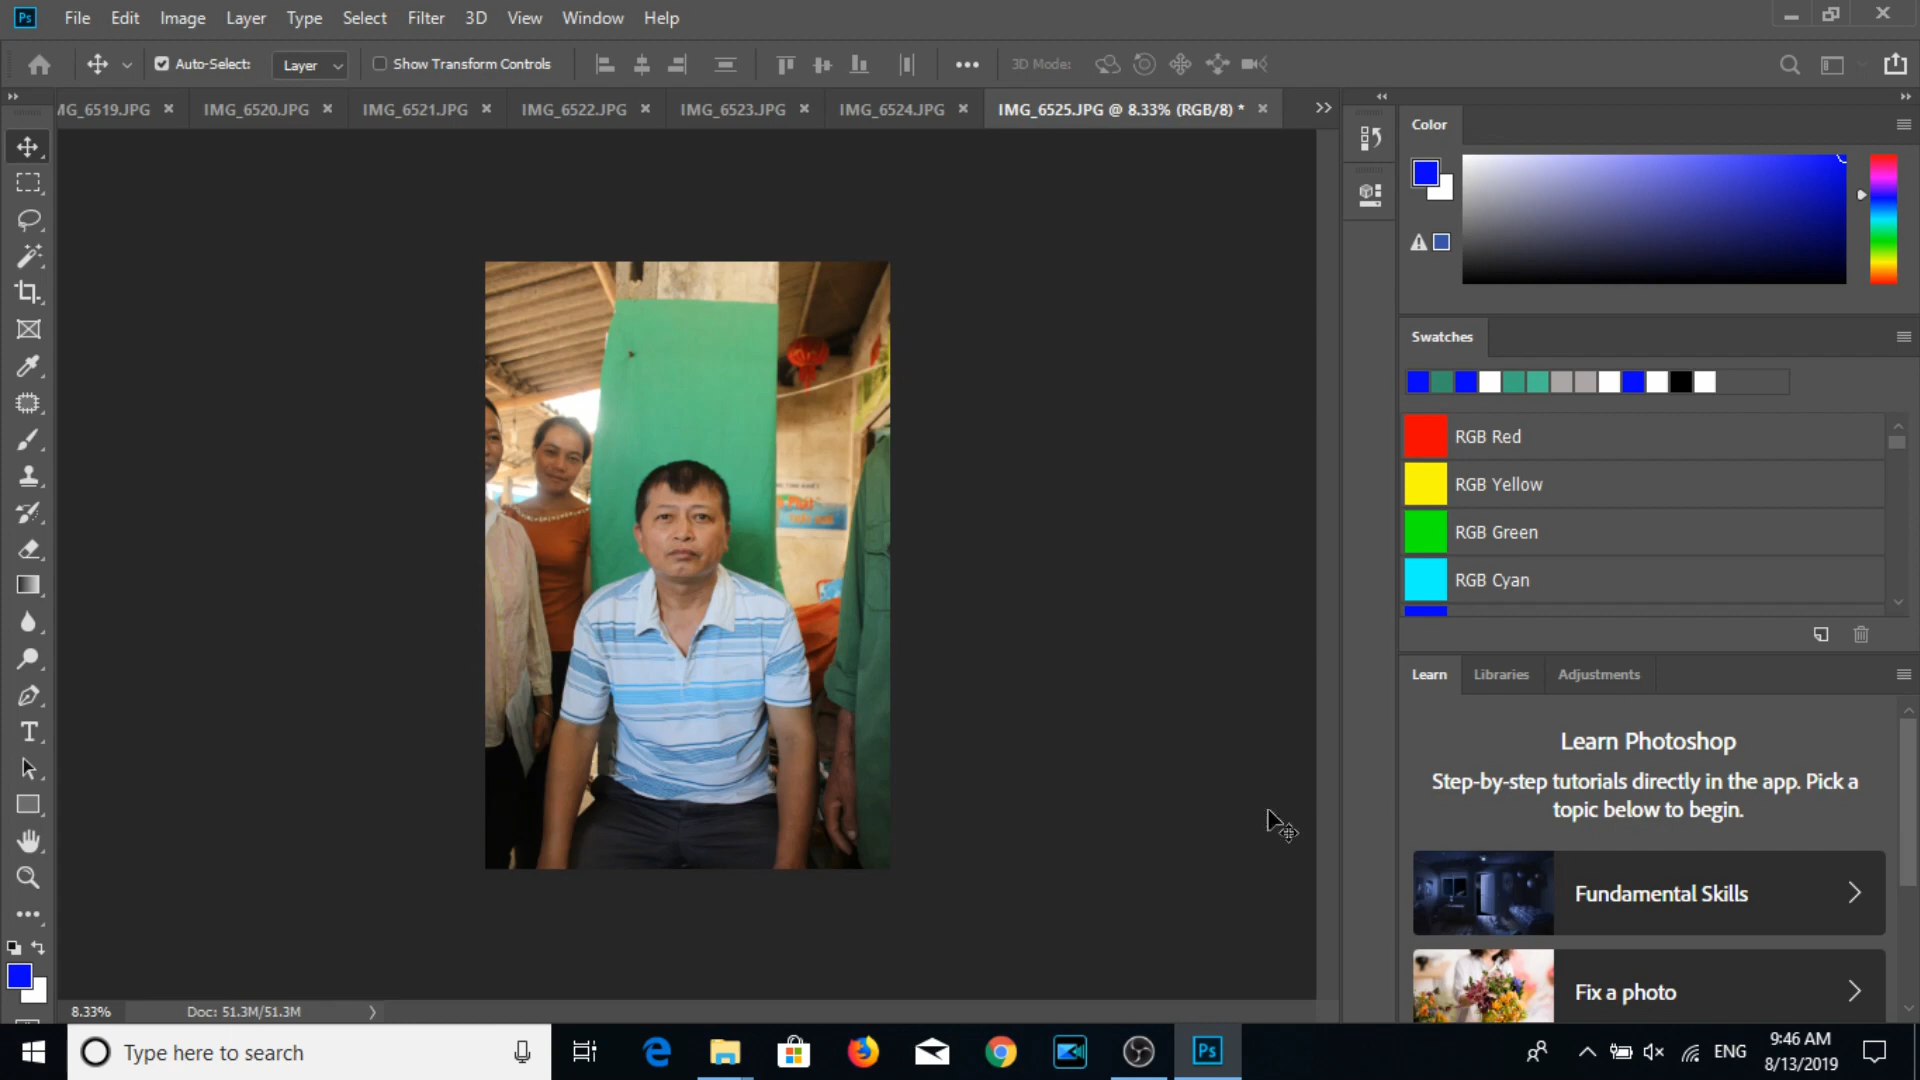 Ps File Edit Image Layer Type Select Filter 3D View Window Help
Auto-Select: Layer Show Transform Controls 3D Mode:
IMG_6519.JPG IMG_6520.JPG IMG_6521.JPG IMG_6522.JPG IMG_6523.JPG IMG_6524.JPG IMG_6525.JPG @ 8.33% (RGB/8) *
Color
Swatches
RGB Red
RGB Yellow
RGB Green
RGB Cyan
Learn Libraries Adjustments
Learn Photoshop
Step-by-step tutorials directly in the app. Pick a
topic below to begin.
Fundamental Skills
Fix a photo
T
8.33% Doc: 51.3M/51.3M
Type here to search
Ps
ENG
9:46 AM
8/13/2019